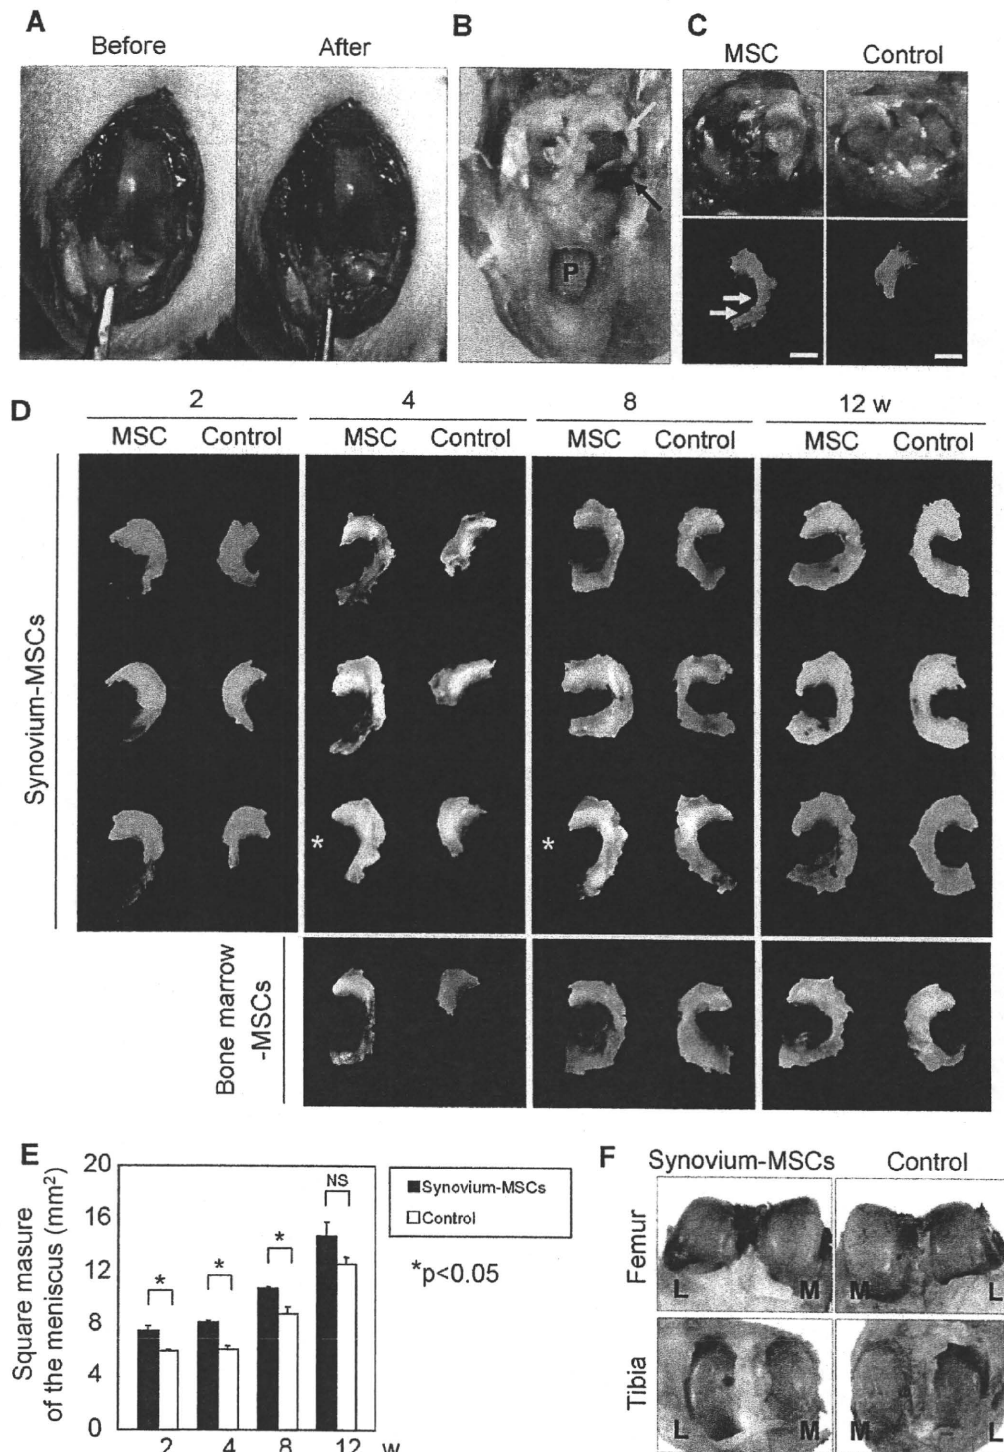 A
Before
After
B
P
C
MSC
Control
D
2
4
8
12 w
MSC
Control
MSC
Control
MSC
Control
MSC
Control
Synovium-MSCs
*
*
Bone marrow
-MSCs
E
Square masure
of the meniscus (mm²)
20
16
12
8
4
0
*
*
*
NS
2
4
8
12
w
Synovium-MSCs
Control
*p<0.05
F
Synovium-MSCs
Control
Femur
L
M
M
L
Tibia
L
M
M
L